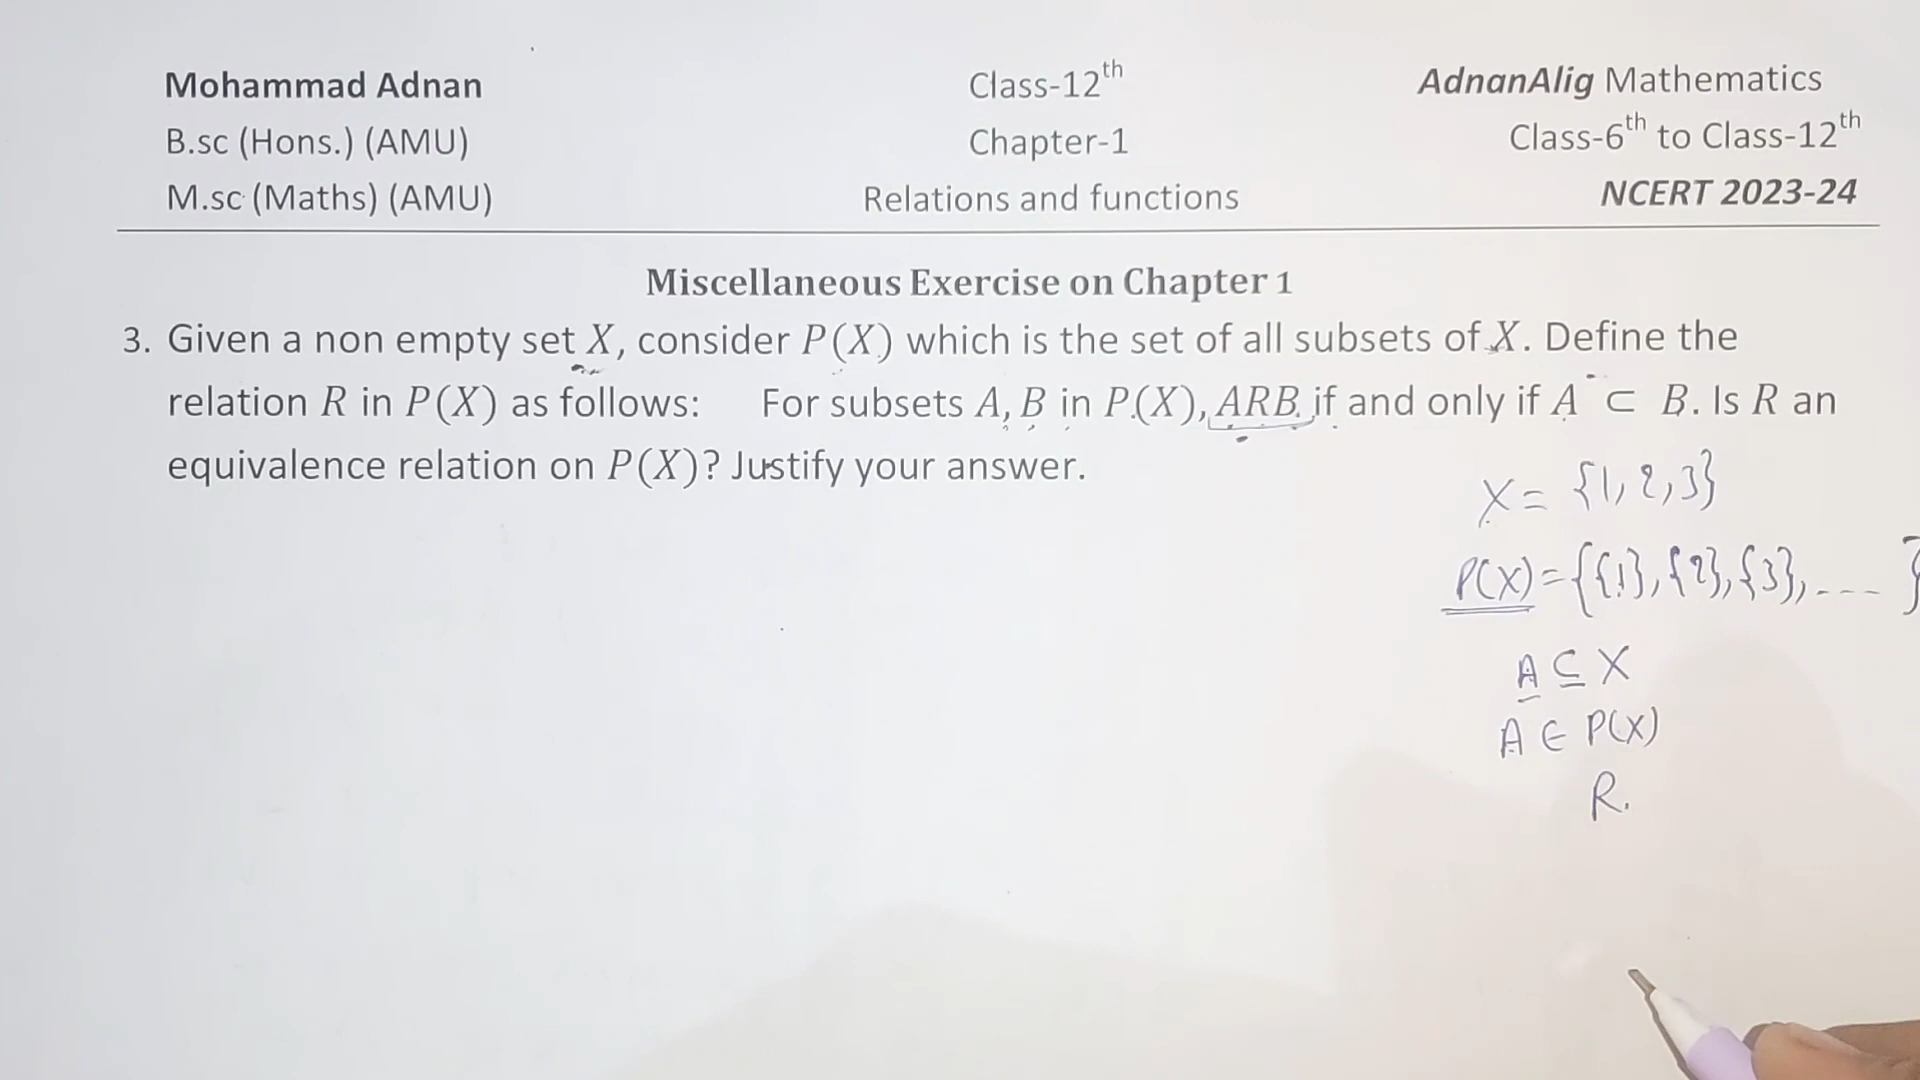 Mohammad Adnan
B.sc (Hons.) (AMU)
M.sc (Maths) (AMU)
Class-12th
Chapter-1
Relations and functions
AdnanAlig Mathematics
Class-6th to Class-12th
NCERT 2023-24
Miscellaneous Exercise on Chapter 1
3. Given a non empty set X, consider P(X) which is the set of all subsets of X. Define the
relation R in P(X) as follows: For subsets A, B in P(X), ARB if and only if A ⊂ B. Is R an
equivalence relation on P(X)? Justify your answer.
X = {1, 2, 3}
P(X) = {{1}, {2}, {3}, ---- }
A ⊆ X
A ∈ P(X)
R.